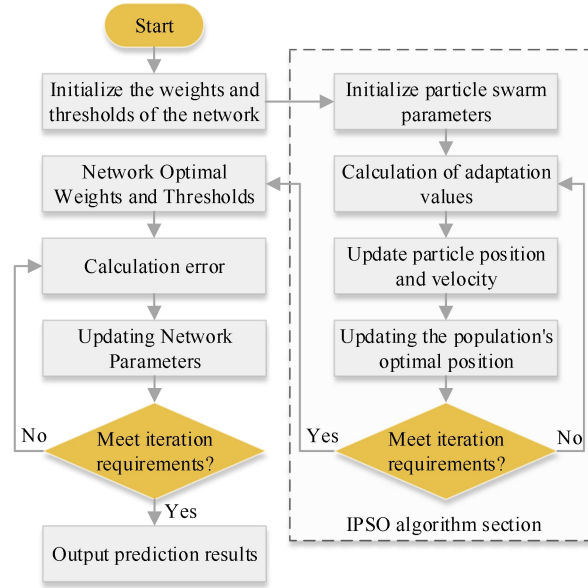 Start
Initialize the weights and
thresholds of the network
Initialize particle swarm
parameters
Network Optimal
Weights and Thresholds
Calculation of adaptation
values
Calculation error
Update particle position
and velocity
Updating Network
Parameters
Updating the population's
optimal position
No
Meet iteration
requirements?
Yes
Meet iteration
requirements?
No
Yes
IPSO algorithm section
Output prediction results